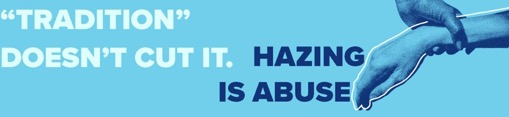 “TRADITION”
DOESN’T CUT IT. HAZING
IS ABUSE